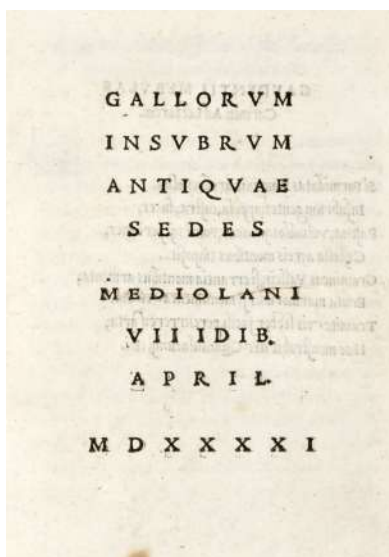 GALLORVM
INSVBRVM
ANTIQVAE
SEDES
MEDIOLANI
VII IDIB.
APRIL.
MDXXXXI